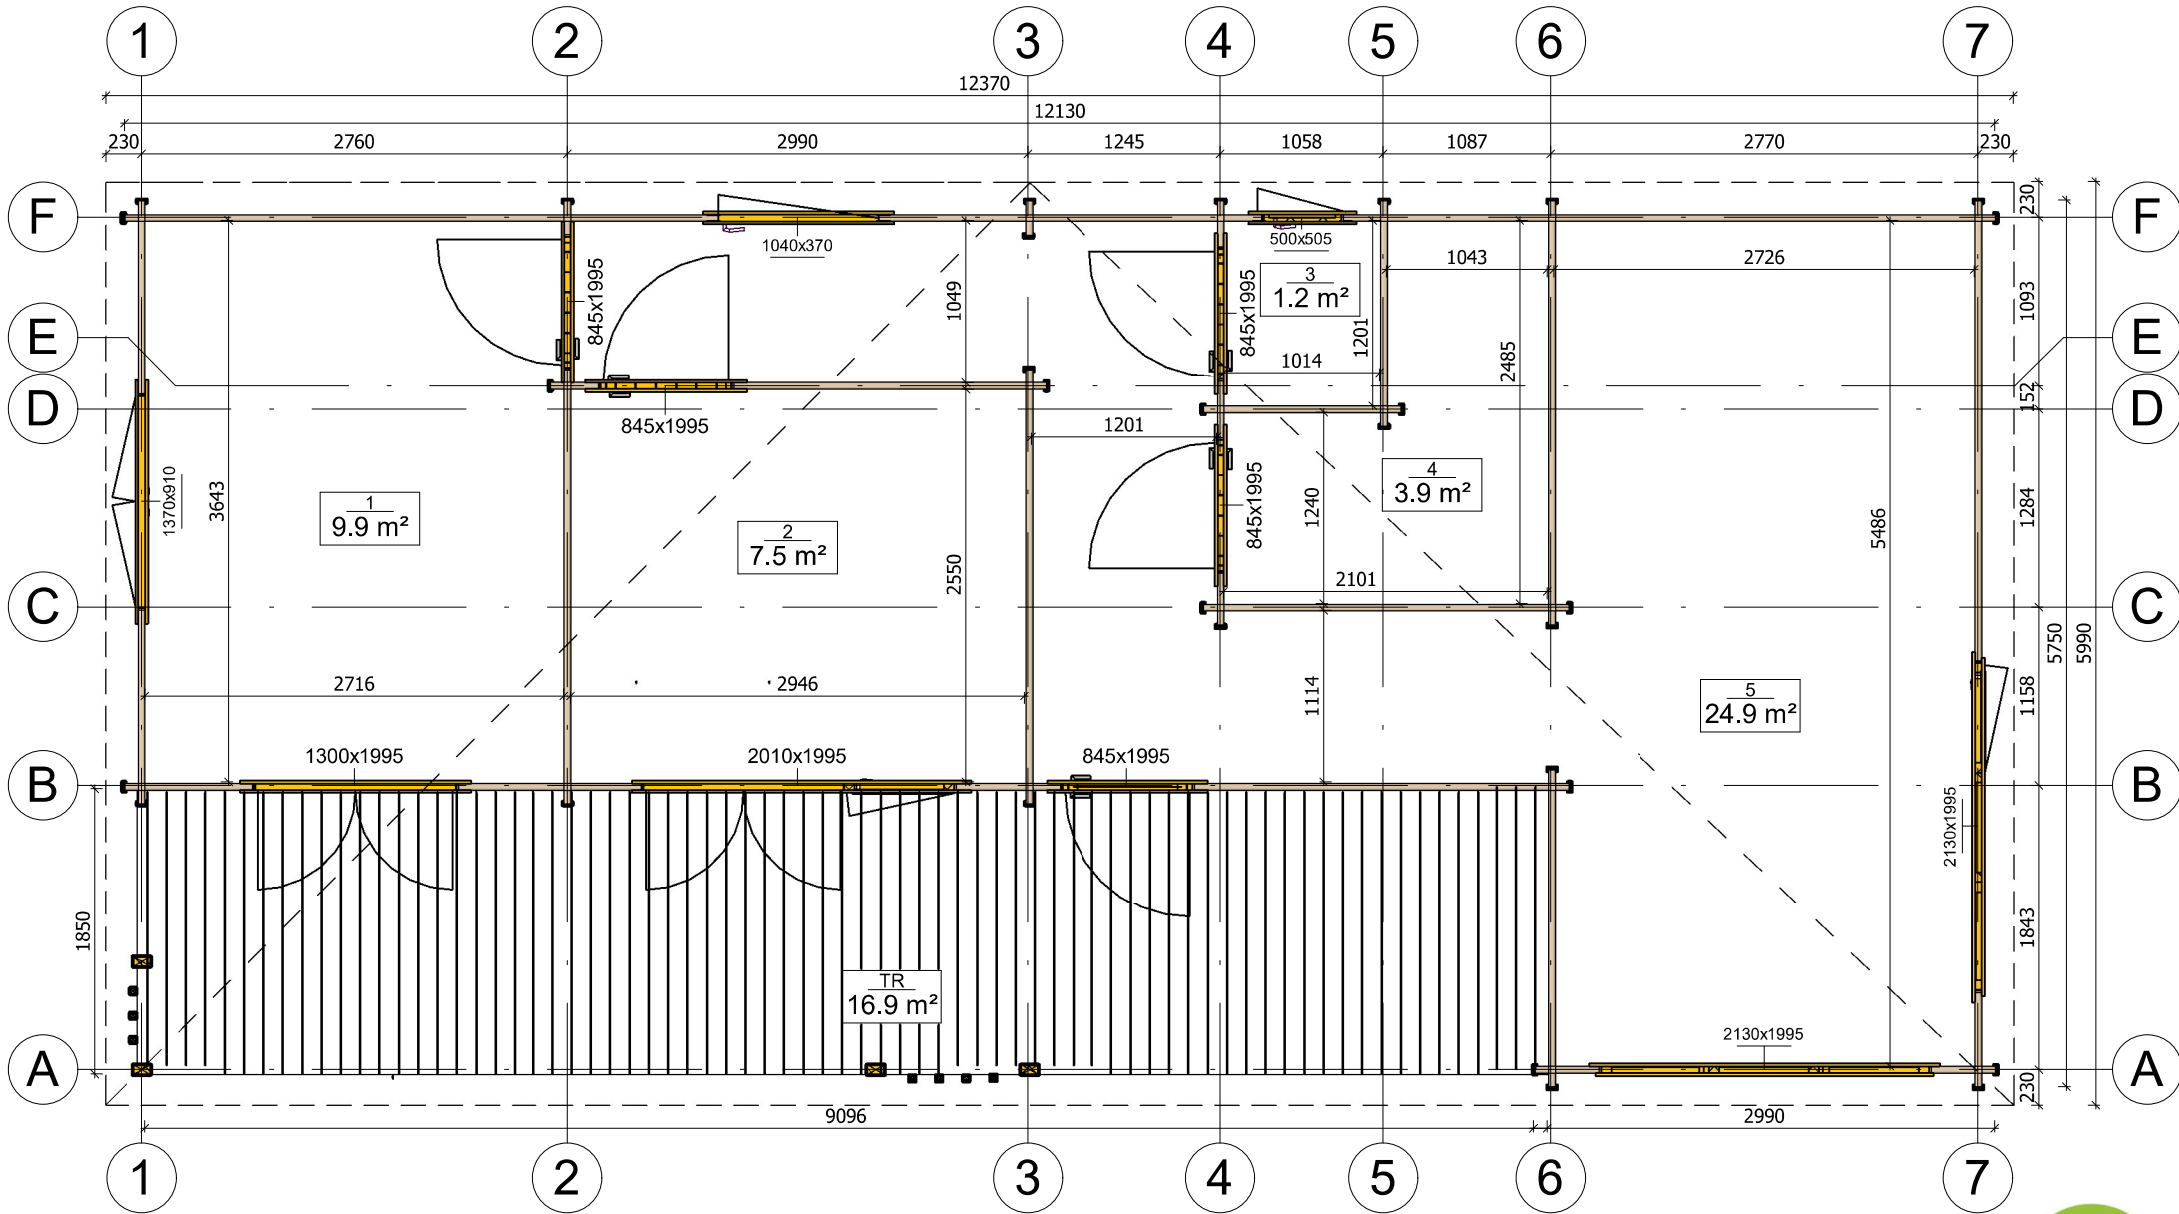 1 2 3 4 5 6 7
12370
12130
230 2760 2990 1245 1058 1087 2770 230
F F
230
5990
5750
1040x370
500x505
845x1995
845x1995
3
1.2 m²
1043 2726
1093
1049
1201
2485
E E
1014
152
D D
845x1995
1201
1370x910
3643
1
9.9 m²
2
7.5 m²
4
3.9 m²
845x1995
1240
1284
5486
2550
2101
C C
2716 2946
1114
1158
5
24.9 m²
1300x1995 2010x1995 845x1995
B B
2130x1995
1850
1843
TR
16.9 m²
2130x1995
A A
230
9096 2990
1 2 3 4 5 6 7